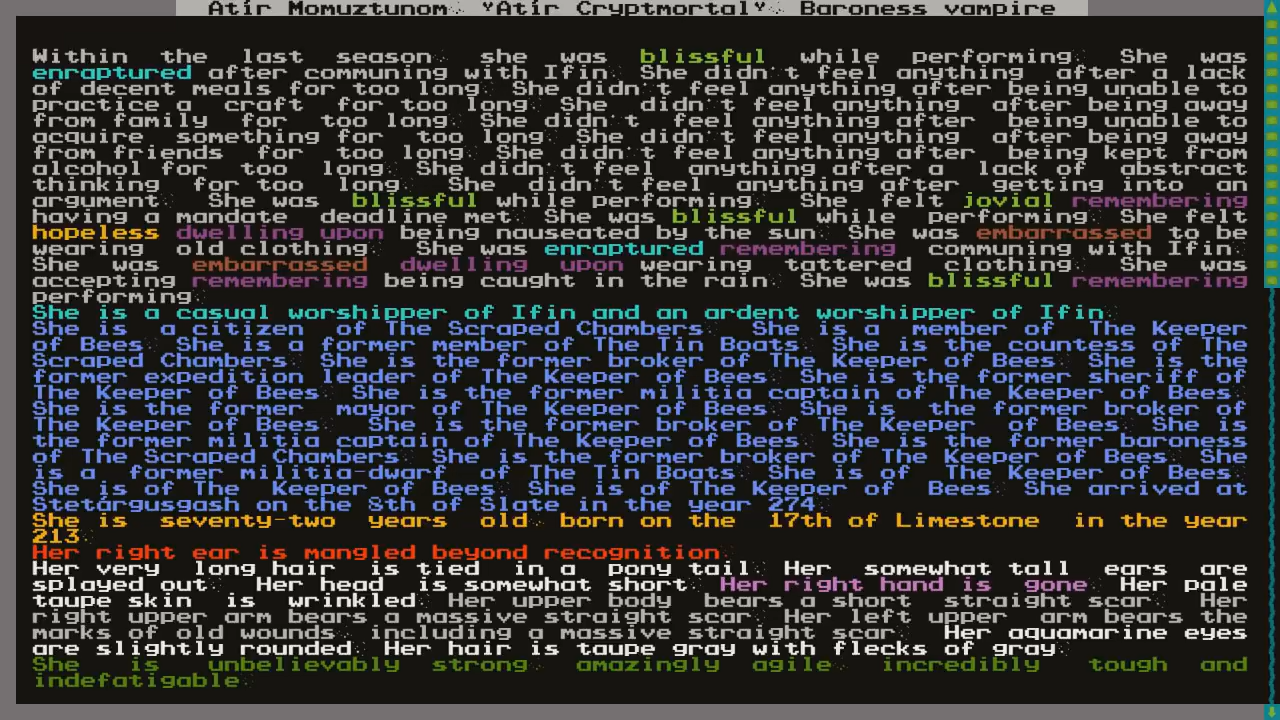 Atír Momuztunom, "Atír Cryptmortal", Baroness vampire
Within the last season, she was blissful while performing. She was
enraptured after communing with Ifin. She didn't feel anything after a lack
of decent meals for too long. She didn't feel anything after being unable to
practice a craft for too long. She didn't feel anything after being away
from family for too long. She didn't feel anything after being unable to
acquire something for too long. She didn't feel anything after being away
from friends for too long. She didn't feel anything after being kept from
alcohol for too long. She didn't feel anything after a lack of abstract
thinking for too long. She didn't feel anything after getting into an
argument. She was blissful while performing. She felt jovial remembering
having a mandate deadline met. She was blissful while performing. She felt
hopeless dwelling upon being nauseated by the sun. She was embarrassed to be
wearing old clothing. She was enraptured remembering communing with Ifin.
She was embarrassed dwelling upon wearing tattered clothing. She was
accepting remembering being caught in the rain. She was blissful remembering
performing.
She is a casual worshipper of Ifin and an ardent worshipper of Ifin.
She is a citizen of The Scraped Chambers. She is a member of The Keeper
of Bees. She is a former member of The Tin Boats. She is the countess of The
Scraped Chambers. She is the former broker of The Keeper of Bees. She is the
former expedition leader of The Keeper of Bees. She is the former sheriff of
The Keeper of Bees. She is the former militia captain of The Keeper of Bees.
She is the former mayor of The Keeper of Bees. She is the former broker of
The Keeper of Bees. She is the former broker of The Keeper of Bees. She is
the former militia captain of The Keeper of Bees. She is the former baroness
of The Scraped Chambers. She is the former broker of The Keeper of Bees. She
is a former militia-dwarf of The Tin Boats. She is of The Keeper of Bees.
She is of The Keeper of Bees. She is of The Keeper of Bees. She arrived at
Stetárgusgash on the 8th of Slate in the year 274.
She is seventy-two years old, born on the 17th of Limestone in the year
213.
Her right ear is mangled beyond recognition.
Her very long hair is tied in a pony tail. Her somewhat tall ears are
splayed out. Her head is somewhat short. Her right hand is gone. Her pale
taupe skin is wrinkled. Her upper body bears a short straight scar. Her
right upper arm bears a massive straight scar. Her left upper arm bears the
marks of old wounds, including a massive straight scar. Her aquamarine eyes
are slightly rounded. Her hair is taupe gray with flecks of gray.
She is unbelievably strong, amazingly agile, incredibly tough and
indefatigable.